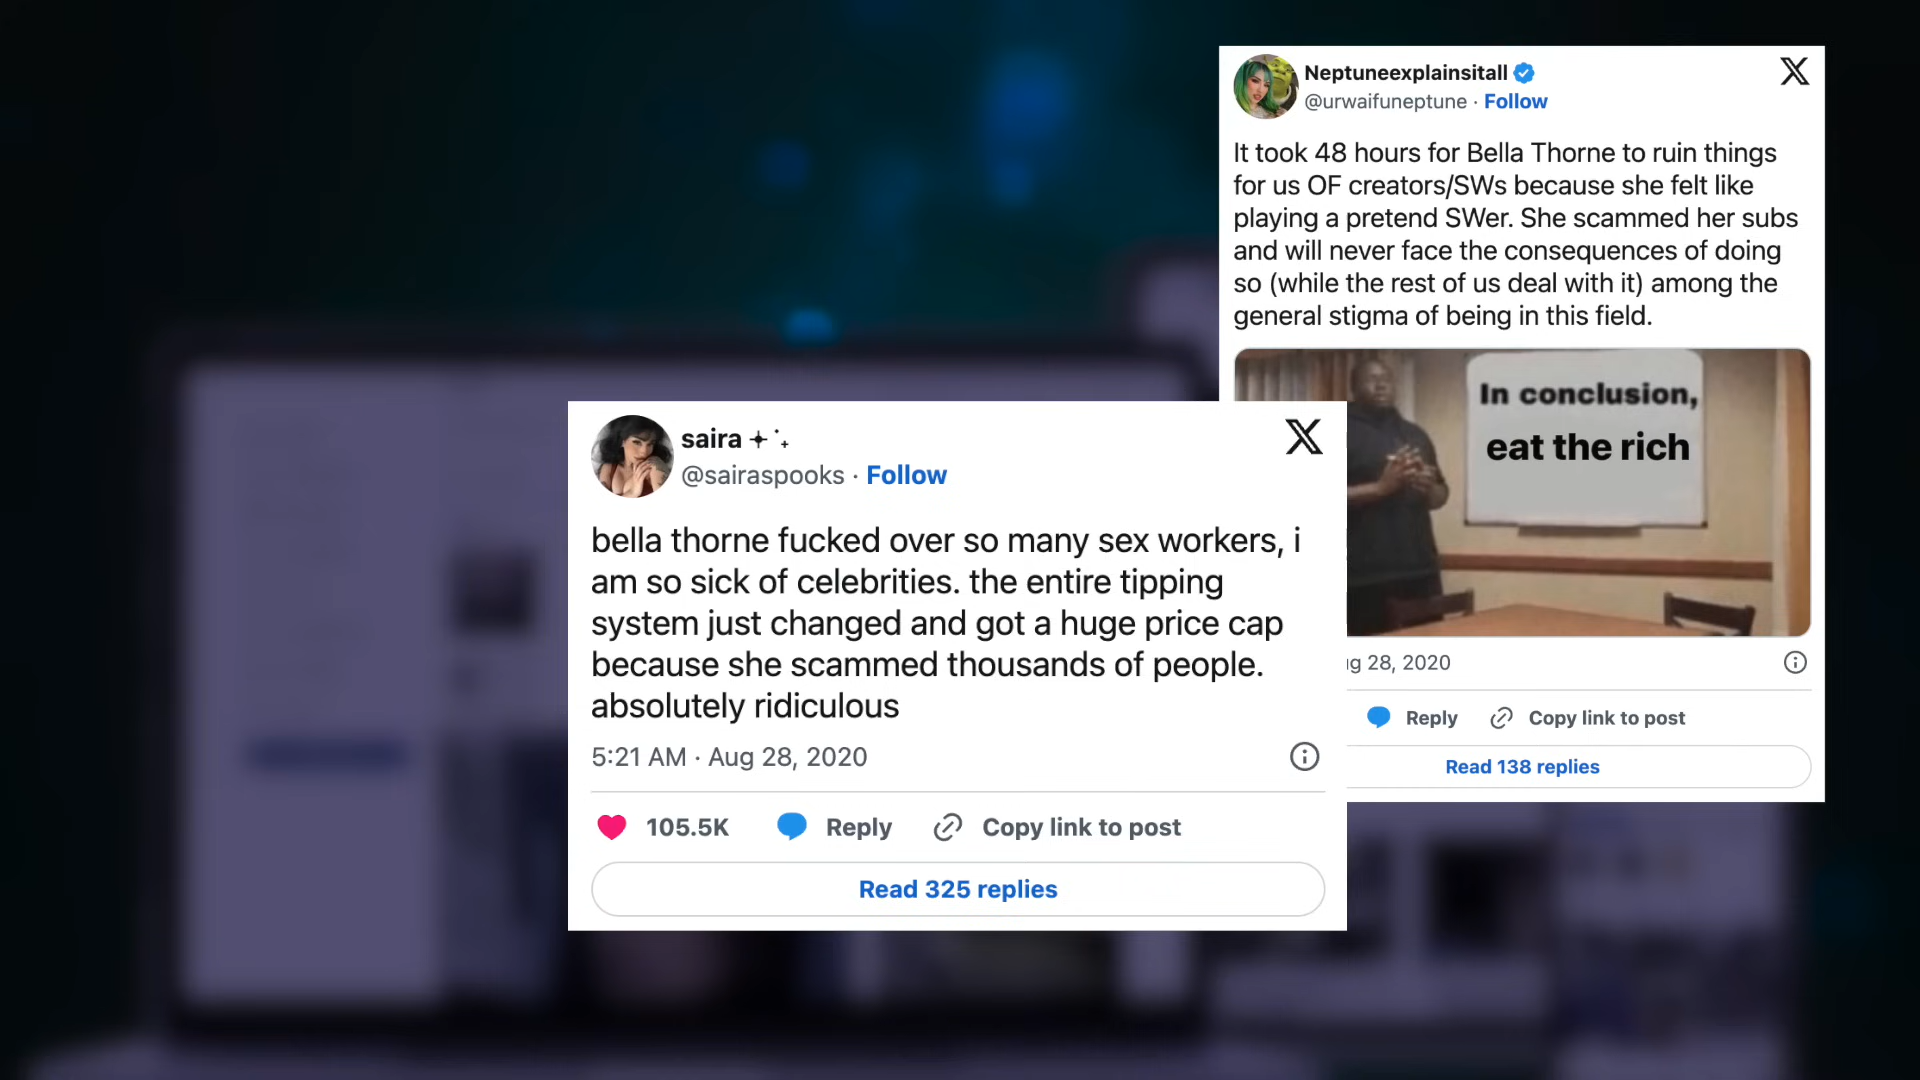 Neptuneexplainsitall
@urwaifuneptune · Follow
It took 48 hours for Bella Thorne to ruin things
for us OF creators/SWs because she felt like
playing a pretend SWer. She scammed her subs
and will never face the consequences of doing
so (while the rest of us deal with it) among the
general stigma of being in this field.
In conclusion,
eat the rich
28, 2020
Reply Copy link to post
Read 138 replies
saira
@sairaspooks · Follow
bella thorne fucked over so many sex workers, i
am so sick of celebrities. the entire tipping
system just changed and got a huge price cap
because she scammed thousands of people.
absolutely ridiculous
5:21 AM · Aug 28, 2020
105.5K Reply Copy link to post
Read 325 replies